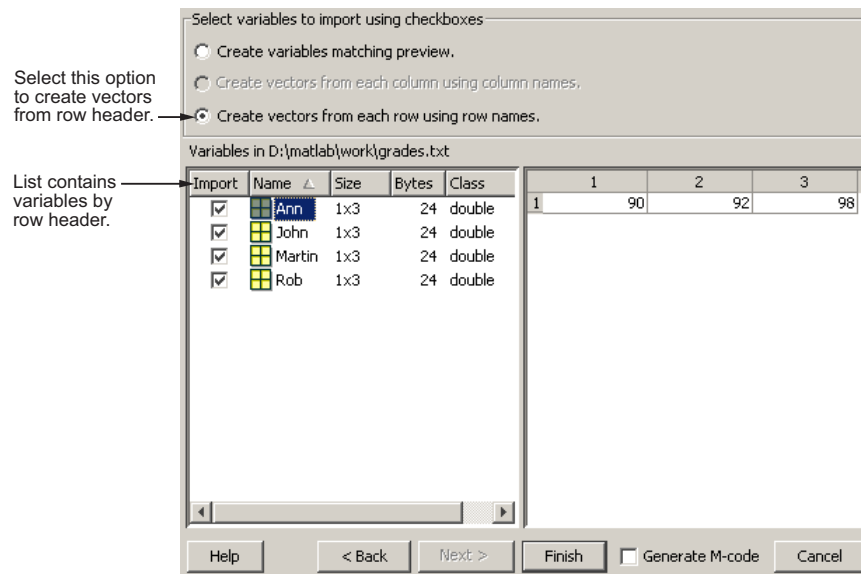 Select variables to import using checkboxes
Create variables matching preview.
Create vectors from each column using column names.
Create vectors from each row using row names.
Select this option
to create vectors
from row header.
Variables in D:\matlab\work\grades.txt
List contains
variables by
row header.
Import Name Size Bytes Class
Ann 1x3 24 double
John 1x3 24 double
Martin 1x3 24 double
Rob 1x3 24 double
1 2 3
1 90 92 98
Help < Back Next > Finish Generate M-code Cancel